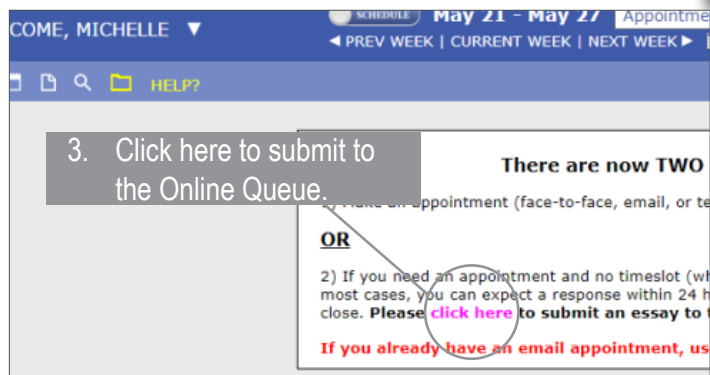 COME, MICHELLE ▼
SCHEDULE May 21 - May 27 Appointme
◄ PREV WEEK | CURRENT WEEK | NEXT WEEK ►
HELP?
3. Click here to submit to
the Online Queue.
There are now TWO
appointment (face-to-face, email, or te
OR
2) If you need an appointment and no timeslot (wh
most cases, you can expect a response within 24 h
close. Please click here to submit an essay to t
If you already have an email appointment, us